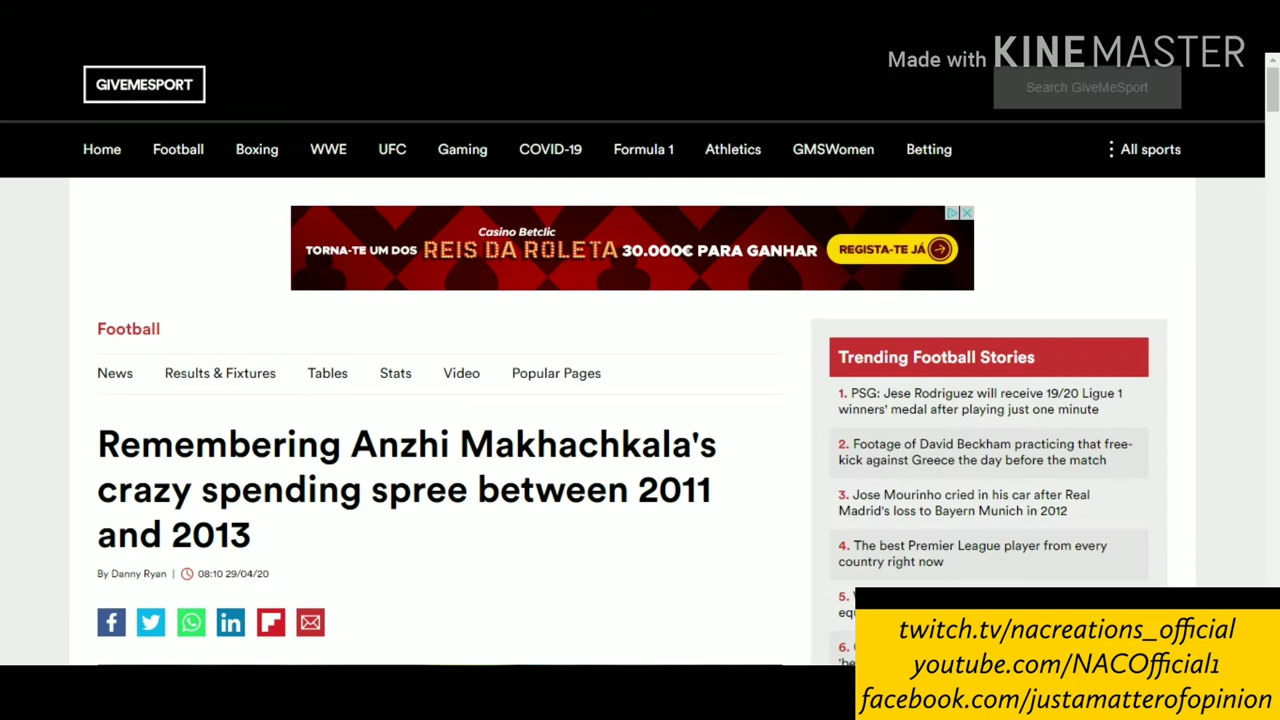 Made with KINEMASTER
GIVEMESPORT
Search GiveMeSport
Home Football Boxing WWE UFC Gaming COVID-19 Formula 1 Athletics GMSWomen Betting All sports
Casino Betclic
TORNA-TE UM DOS REIS DA ROLETA 30.000€ PARA GANHAR REGISTA-TE JÁ
Football
News Results & Fixtures Tables Stats Video Popular Pages
Remembering Anzhi Makhachkala's
crazy spending spree between 2011
and 2013
By Danny Ryan | 08:10 29/04/20
Trending Football Stories
1. PSG: Jese Rodriguez will receive 19/20 Ligue 1
winners' medal after playing just one minute
2. Footage of David Beckham practicing that free-
kick against Greece the day before the match
3. Jose Mourinho cried in his car after Real
Madrid's loss to Bayern Munich in 2012
4. The best Premier League player from every
country right now
5.
6.
twitch.tv/nacreations_official
youtube.com/NACOfficial1
facebook.com/justamatterofopinion